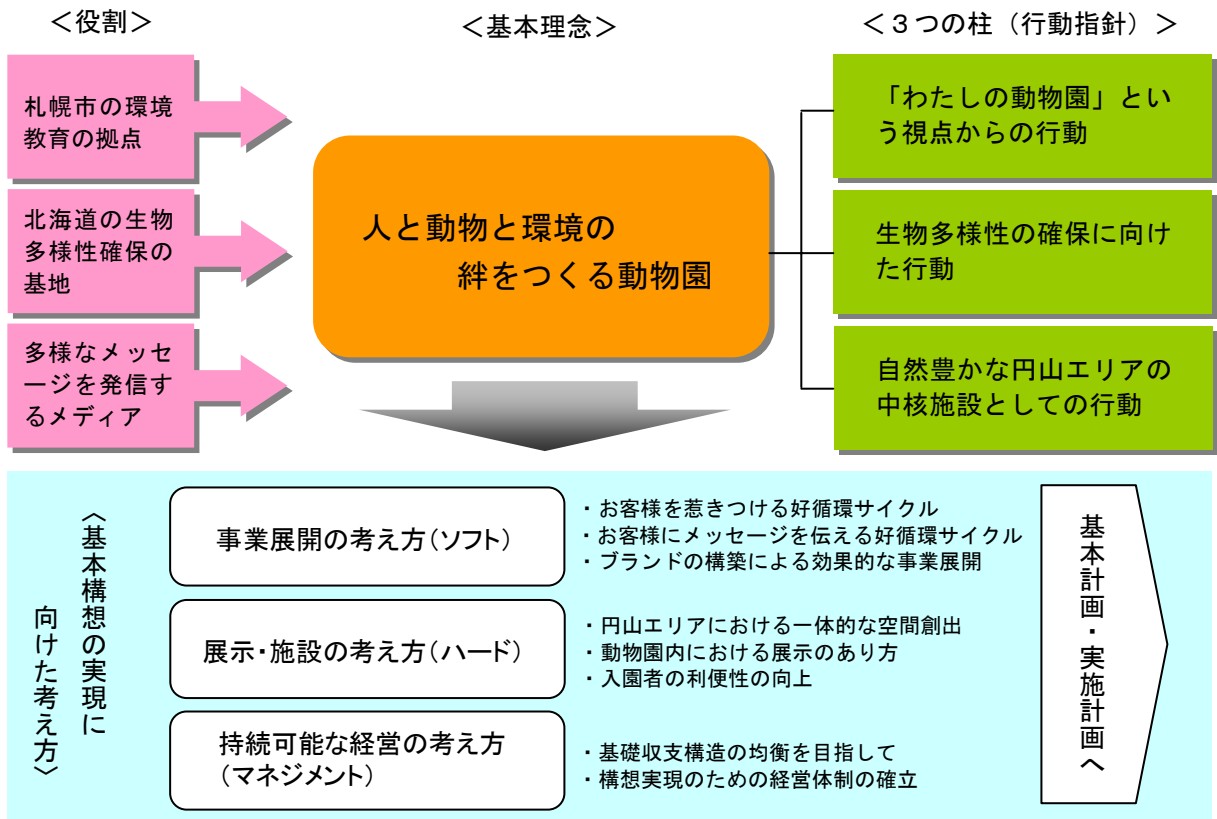 ＜役割＞
＜基本理念＞
＜３つの柱（行動指針）＞
札幌市の環境
教育の拠点
北海道の生物
多様性確保の
基地
多様なメッセ
ージを発信す
るメディア
人と動物と環境の
絆をつくる動物園
「わたしの動物園」とい
う視点からの行動
生物多様性の確保に向け
た行動
自然豊かな円山エリアの
中核施設としての行動
〈基本構想の実現に
向けた考え方〉
事業展開の考え方（ソフト）
・お客様を惹きつける好循環サイクル
・お客様にメッセージを伝える好循環サイクル
・ブランドの構築による効果的な事業展開
展示・施設の考え方（ハード）
・円山エリアにおける一体的な空間創出
・動物園内における展示のあり方
・入園者の利便性の向上
持続可能な経営の考え方
（マネジメント）
・基礎収支構造の均衡を目指して
・構想実現のための経営体制の確立
基本計画・実施計画へ